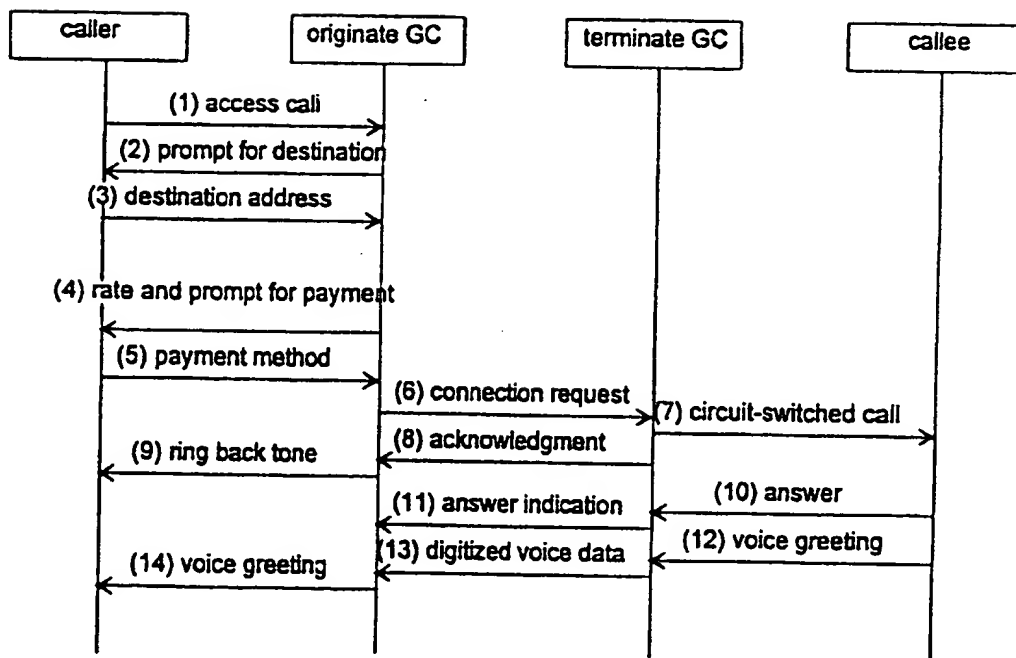 caller
originate GC
terminate GC
callee
(1) access call
(2) prompt for destination
(3) destination address
(4) rate and prompt for payment
(5) payment method
(6) connection request
(7) circuit-switched call
(8) acknowledgment
(9) ring back tone
(10) answer
(11) answer indication
(12) voice greeting
(13) digitized voice data
(14) voice greeting